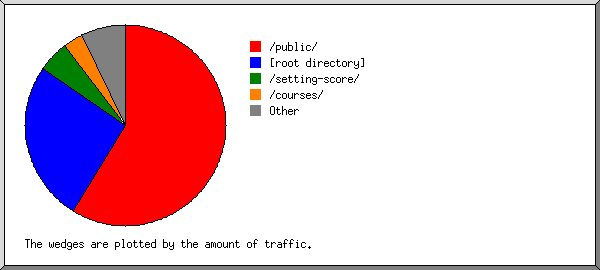 /public/
[root directory]
/setting-score/
/courses/
Other
The wedges are plotted by the amount of traffic.